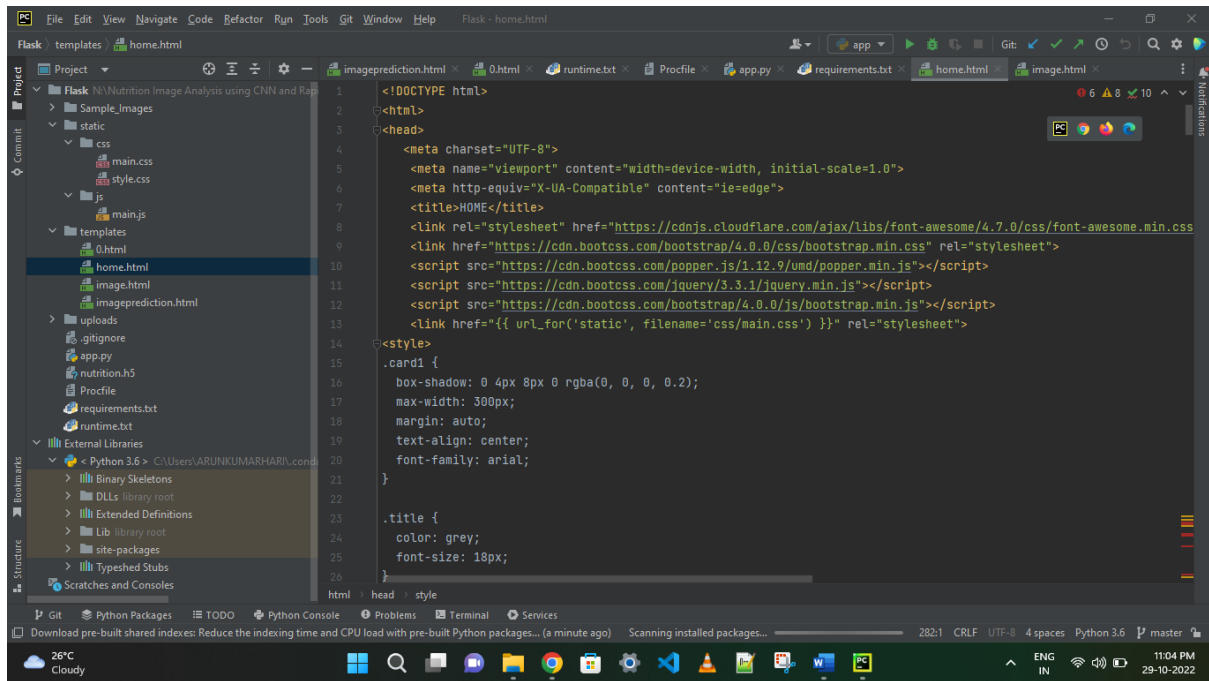 PC File Edit View Navigate Code Refactor Run Tools Git Window Help Flask - home.html
Flask templates home.html app Git:
Project
imageprediction.html 0.html runtime.txt Procfile app.py requirements.txt home.html image.html
Project
Commit
Bookmarks
Structure
Notifications
Flask N:\Nutrition Image Analysis using CNN and Rap
Sample_Images
static
css
main.css
style.css
js
main.js
templates
0.html
home.html
image.html
imageprediction.html
uploads
.gitignore
app.py
nutrition.h5
Procfile
requirements.txt
runtime.txt
External Libraries
< Python 3.6 > C:\Users\ARUNKUMARHARI\.cond
Binary Skeletons
DLLs library root
Extended Definitions
Lib library root
site-packages
Typeshed Stubs
Scratches and Consoles
6 8 10
1 <!DOCTYPE html>
2 <html>
3 <head>
4 <meta charset="UTF-8">
5 <meta name="viewport" content="width=device-width, initial-scale=1.0">
6 <meta http-equiv="X-UA-Compatible" content="ie=edge">
7 <title>HOME</title>
8 <link rel="stylesheet" href="https://cdnjs.cloudflare.com/ajax/libs/font-awesome/4.7.0/css/font-awesome.min.css
9 <link href="https://cdn.bootcss.com/bootstrap/4.0.0/css/bootstrap.min.css" rel="stylesheet">
10 <script src="https://cdn.bootcss.com/popper.js/1.12.9/umd/popper.min.js"></script>
11 <script src="https://cdn.bootcss.com/jquery/3.3.1/jquery.min.js"></script>
12 <script src="https://cdn.bootcss.com/bootstrap/4.0.0/js/bootstrap.min.js"></script>
13 <link href="{{ url_for('static', filename='css/main.css') }}" rel="stylesheet">
14 <style>
15 .card1 {
16 box-shadow: 0 4px 8px 0 rgba(0, 0, 0, 0.2);
17 max-width: 300px;
18 margin: auto;
19 text-align: center;
20 font-family: arial;
21 }
22
23 .title {
24 color: grey;
25 font-size: 18px;
26 }
html head style
Git Python Packages TODO Python Console Problems Terminal Services
Download pre-built shared indexes: Reduce the indexing time and CPU load with pre-built Python packages... (a minute ago) Scanning installed packages... 282:1 CRLF UTF-8 4 spaces Python 3.6 master
26°C
Cloudy
ENG
IN
11:04 PM
29-10-2022